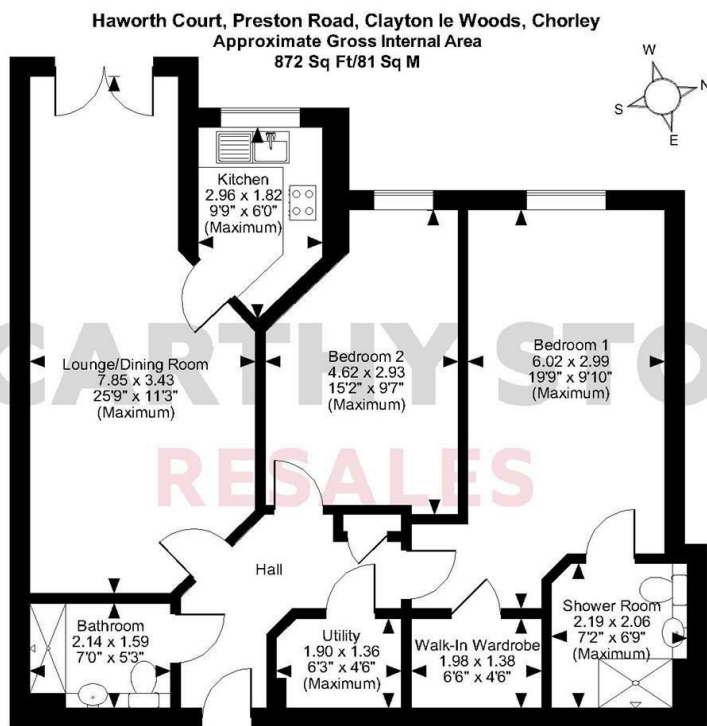 Haworth Court, Preston Road, Clayton le Woods, Chorley
Approximate Gross Internal Area
872 Sq Ft/81 Sq M
W
N
S
E
Kitchen
2.96 x 1.82
9'9" x 6'0"
(Maximum)
Lounge/Dining Room
7.85 x 3.43
25'9" x 11'3"
(Maximum)
Bedroom 2
4.62 x 2.93
15'2" x 9'7"
(Maximum)
Bedroom 1
6.02 x 2.99
19'9" x 9'10"
(Maximum)
CARTHY STO
RESALES
Hall
Bathroom
2.14 x 1.59
7'0" x 5'3"
Utility
1.90 x 1.36
6'3" x 4'6"
(Maximum)
Walk-In Wardrobe
1.98 x 1.38
6'6" x 4'6"
Shower Room
2.19 x 2.06
7'2" x 6'9"
(Maximum)